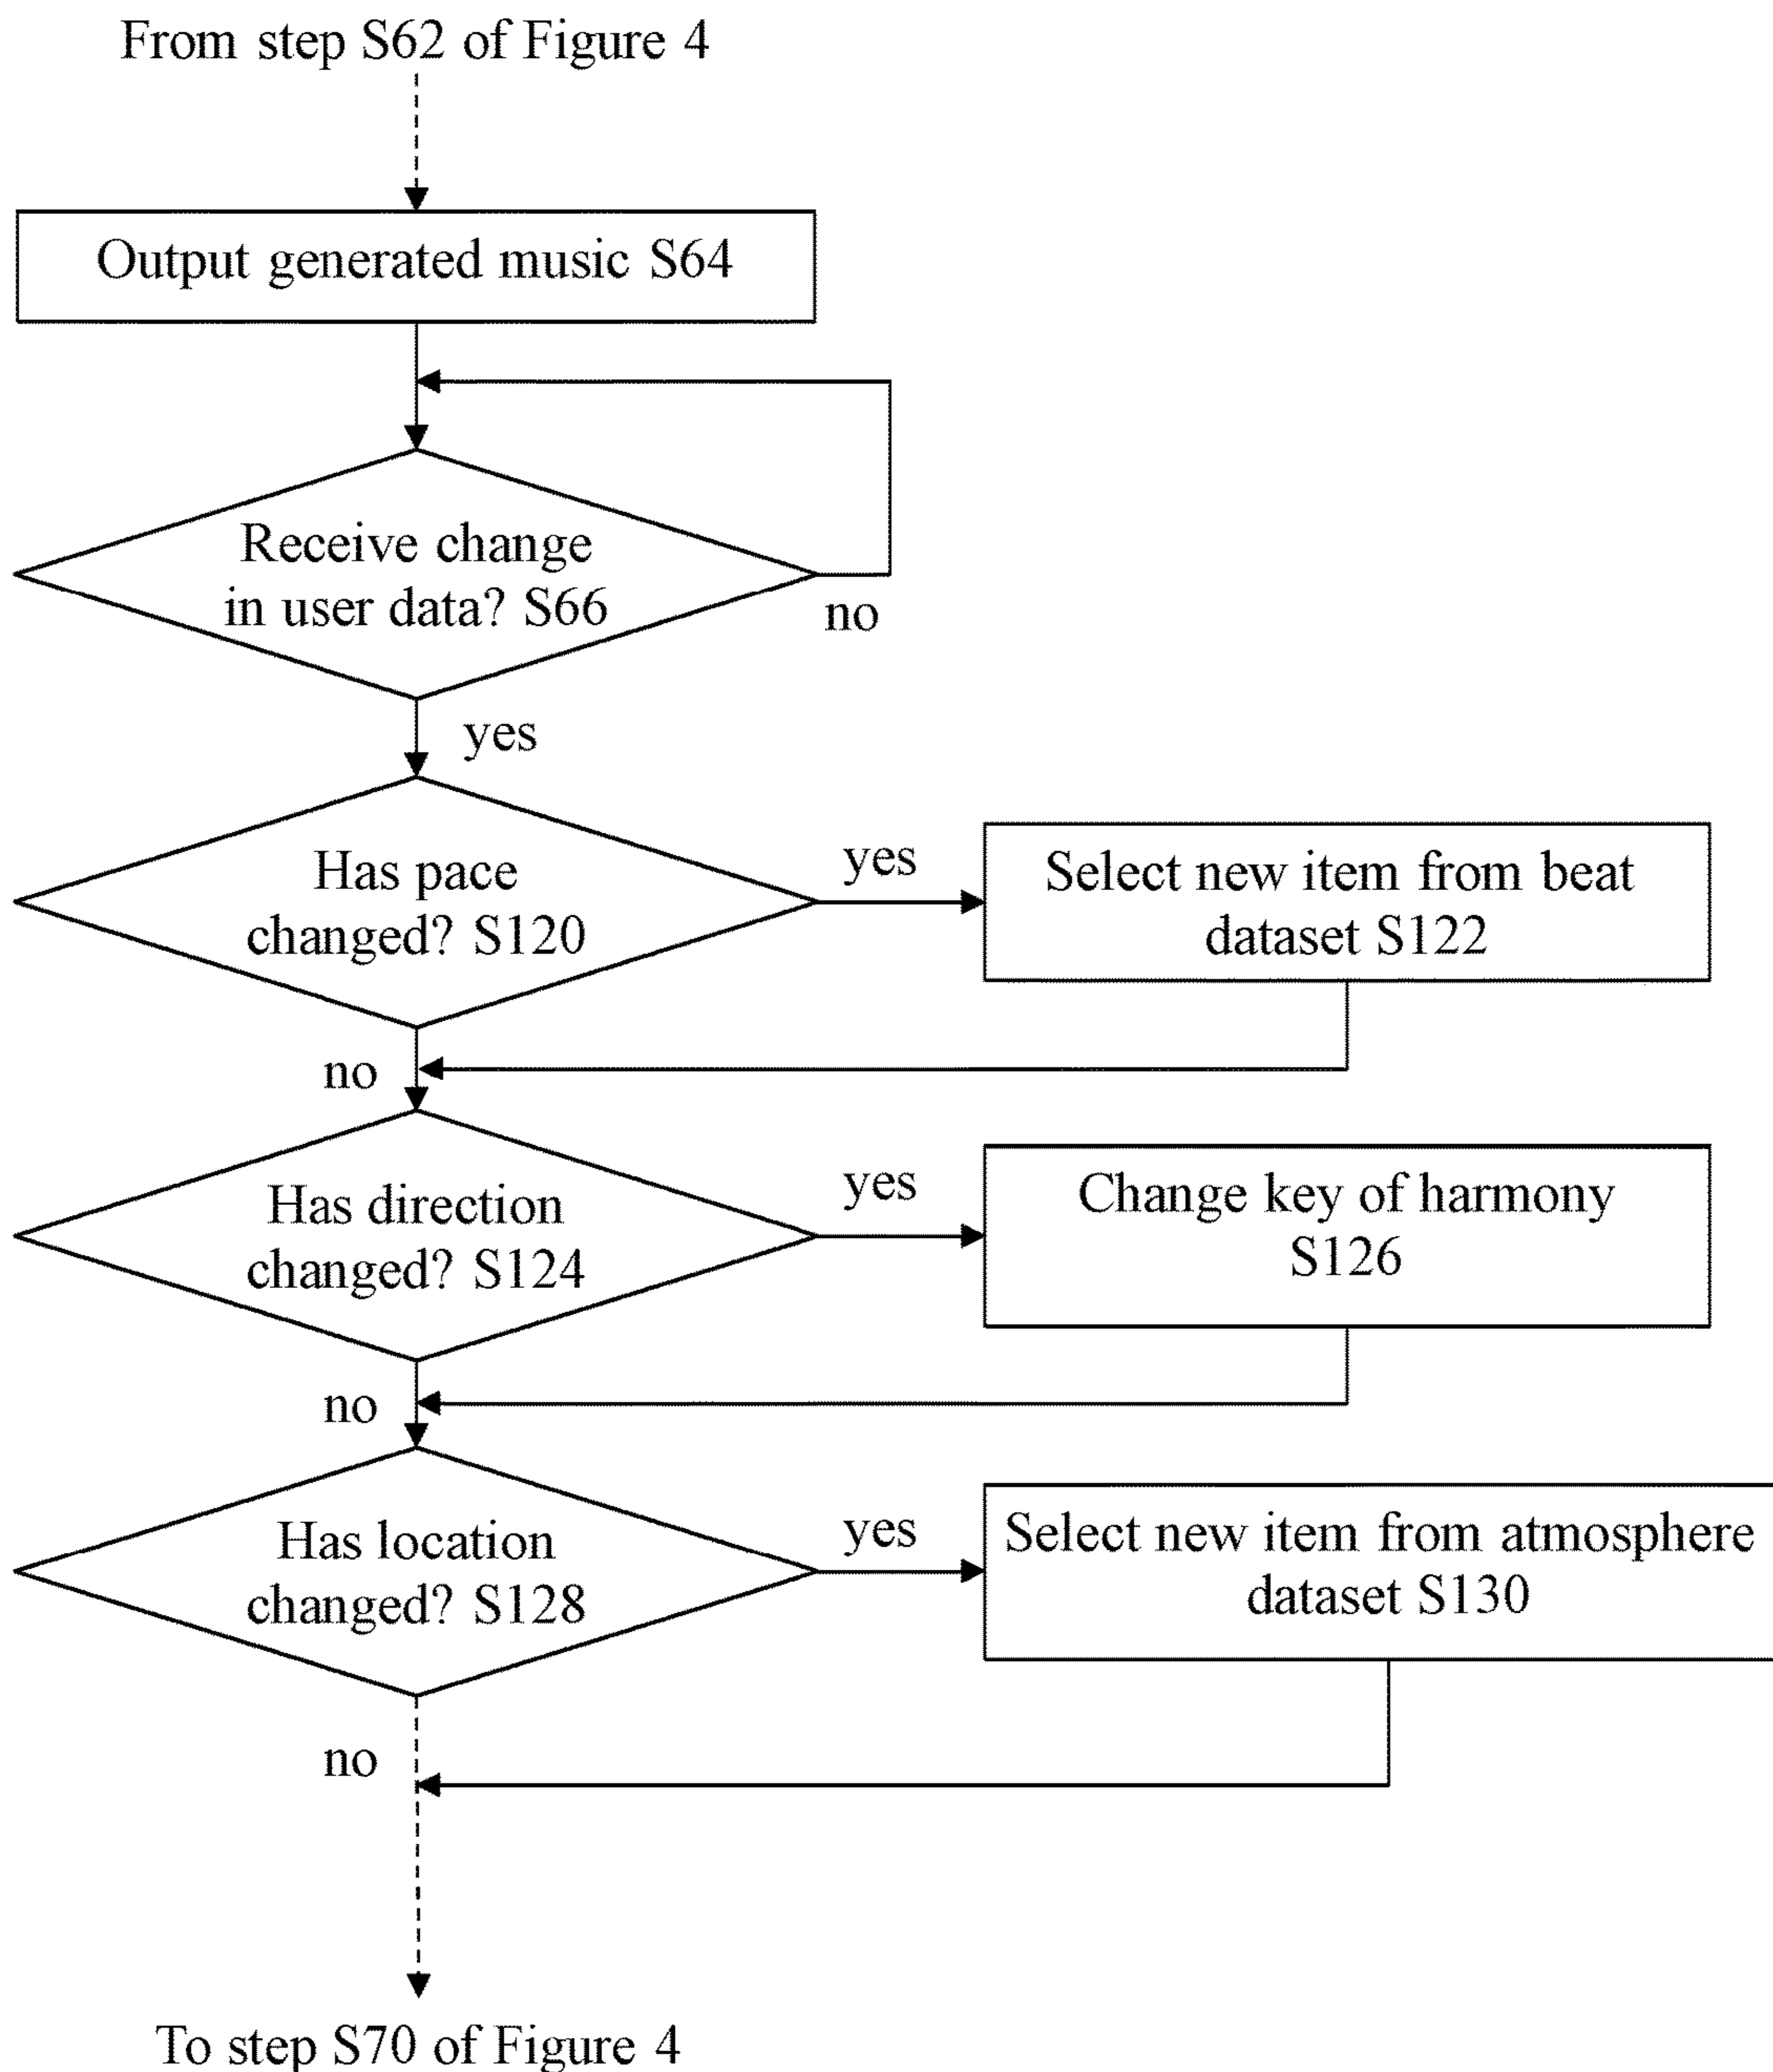 From step S62 of Figure 4
Output generated music S64
Receive change
in user data? S66
no
yes
Has pace
changed? S120
yes
Select new item from beat
dataset S122
no
Has direction
changed? S124
yes
Change key of harmony
S126
no
Has location
changed? S128
yes
Select new item from atmosphere
dataset S130
no
To step S70 of Figure 4